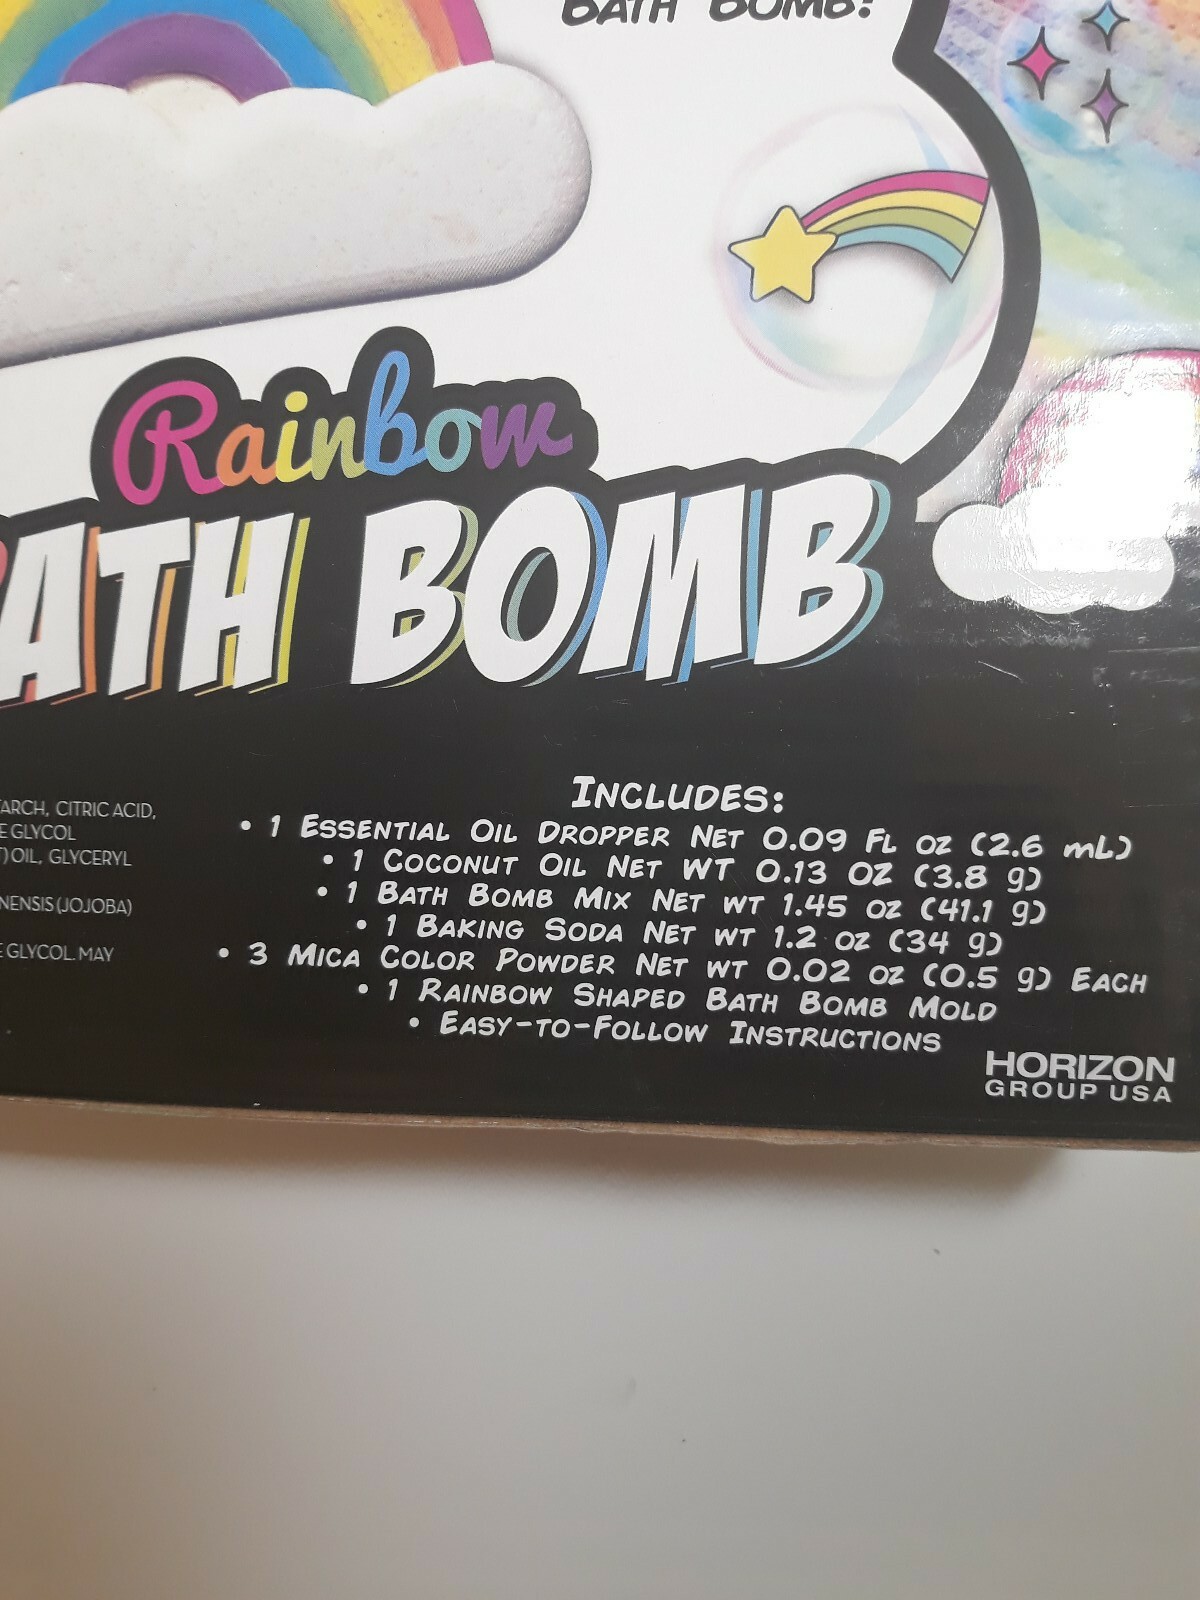 BATH BOMB!
Rainbow
BATH BOMB
CITRIC ACID,
GLYCOL
OIL, GLYCERYL
(JOJOBA)
GLYCOL. MAY
INCLUDES:
• 1 ESSENTIAL OIL DROPPER NET 0.09 FL OZ (2.6 mL)
• 1 COCONUT OIL NET WT 0.13 OZ (3.8 g)
• 1 BATH BOMB MIX NET WT 1.45 OZ (41.1 g)
• 1 BAKING SODA NET WT 1.2 OZ (34 g)
• 3 MICA COLOR POWDER NET WT 0.02 OZ (0.5 g) EACH
• 1 RAINBOW SHAPED BATH BOMB MOLD
• EASY-TO-FOLLOW INSTRUCTIONS
HORIZON
GROUP USA